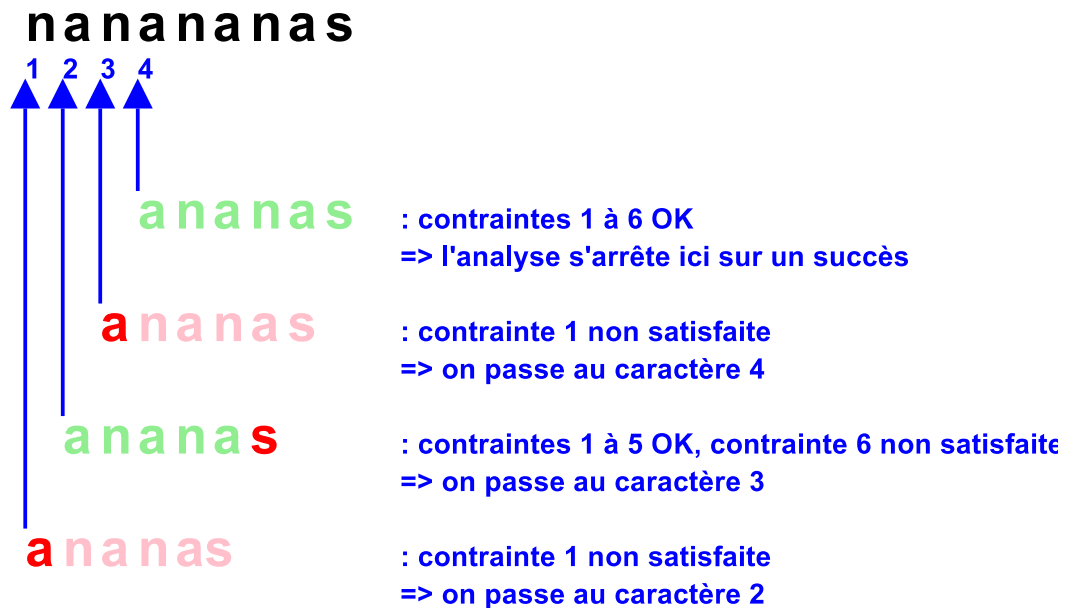 nanananas
1 2 3 4
ananas : contraintes 1 à 6 OK
=> l'analyse s'arrête ici sur un succès
ananas : contrainte 1 non satisfaite
=> on passe au caractère 4
ananas : contraintes 1 à 5 OK, contrainte 6 non satisfaite
=> on passe au caractère 3
ananas : contrainte 1 non satisfaite
=> on passe au caractère 2